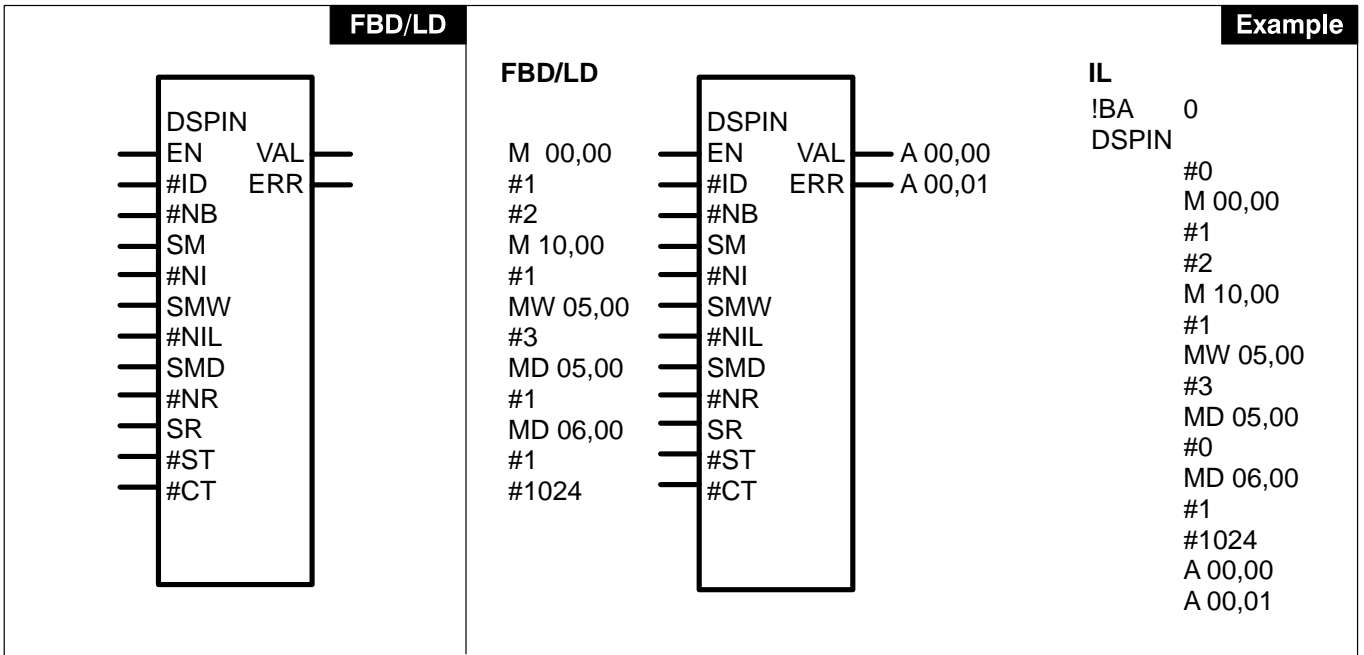 FBD/LD
DSPIN
EN VAL
#ID ERR
#NB
SM
#NI
SMW
#NIL
SMD
#NR
SR
#ST
#CT
Example
FBD/LD
DSPIN
M 00,00 EN VAL A 00,00
#1 #ID ERR A 00,01
#2 #NB
M 10,00 SM
#1 #NI
MW 05,00 SMW
#3 #NIL
MD 05,00 SMD
#1 #NR
MD 06,00 SR
#1 #ST
#1024 #CT
IL
!BA 0
DSPIN
#0
M 00,00
#1
#2
M 10,00
#1
MW 05,00
#3
MD 05,00
#0
MD 06,00
#1
#1024
A 00,00
A 00,01